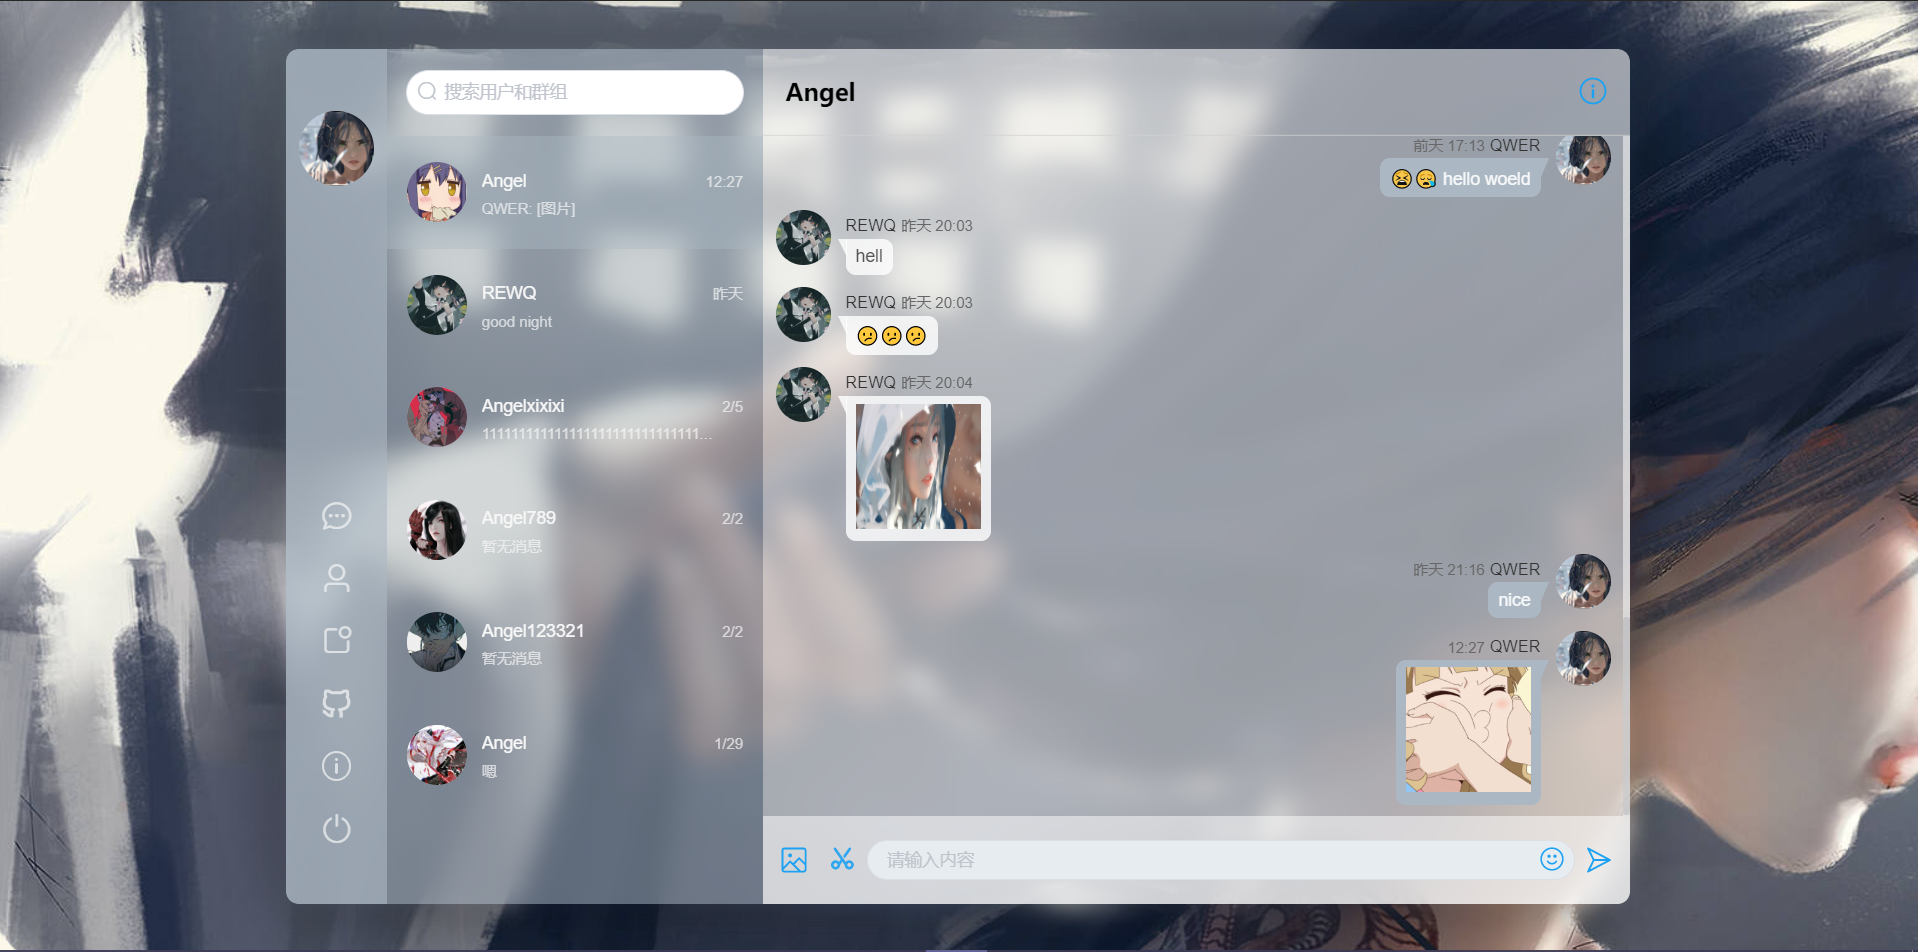 搜索用户和群组
Angel
12:27
QWER: [图片]
REWQ
昨天
good night
Angelxixixi
2/5
111111111111111111111111111111...
Angel789
2/2
暂无消息
Angel123321
2/2
暂无消息
Angel
1/29
嗯
Angel
前天 17:13 QWER
😫😪 hello woeld
REWQ 昨天 20:03
hell
REWQ 昨天 20:03
😕😕😕
REWQ 昨天 20:04
昨天 21:16 QWER
nice
12:27 QWER
请输入内容